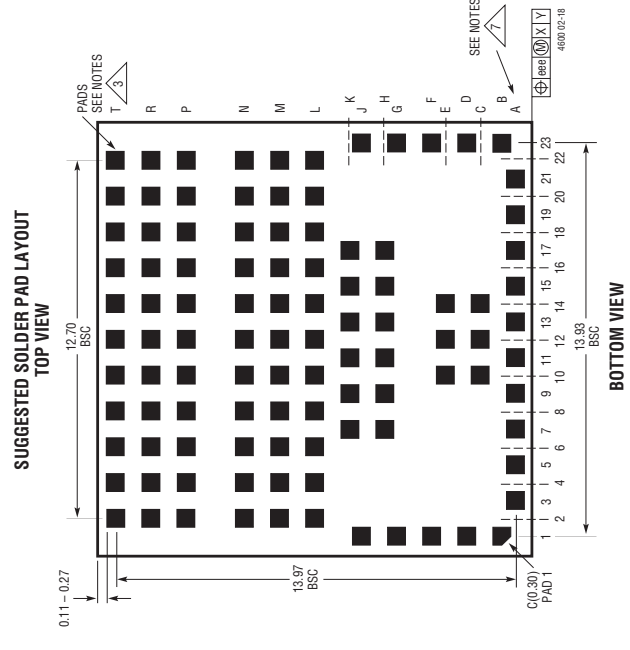 SUGGESTED SOLDER PAD LAYOUT
TOP VIEW
PADS
SEE NOTES
3
12.70
BSC
0.11 – 0.27
T
R
P
N
M
L
K
J
H
G
F
E
D
C
B
A
13.97
BSC
SEE NOTES
7
eee M X Y
4600 02-18
C(0.30)
PAD 1
1
2
3
4
5
6
7
8
9
10
11
12
13
14
15
16
17
18
19
20
21
22
23
13.93
BSC
BOTTOM VIEW